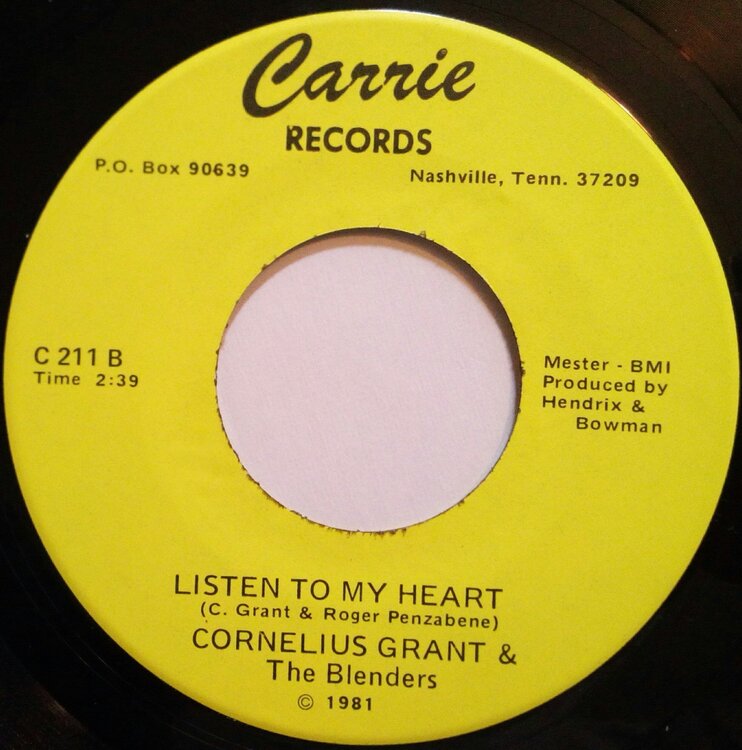 Carrie
RECORDS
P.O. Box 90639
Nashville, Tenn. 37209
C 211 B
Time 2:39
Mester - BMI
Produced by
Hendrix &
Bowman
LISTEN TO MY HEART
(C. Grant & Roger Penzabene)
CORNELIUS GRANT &
The Blenders
© 1981